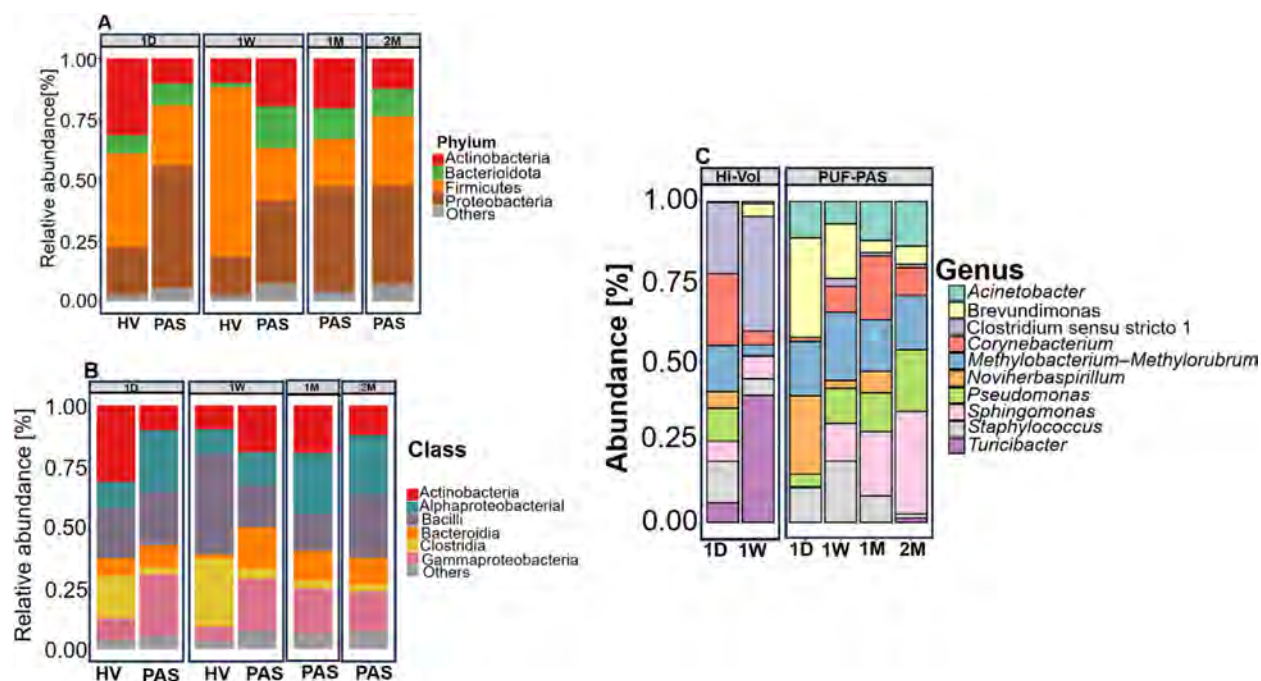 A
1D 1W 1M 2M
Relative abundance[%]
1.00
0.75
0.50
0.25
0.00
HV PAS HV PAS PAS PAS
Phylum
Actinobacteria
Bacterioidota
Firmicutes
Proteobacteria
Others
B
1D 1W 1M 2M
Relative abundance [%]
1.00
0.75
0.50
0.25
0.00
HV PAS HV PAS PAS PAS
Class
Actinobacteria
Alphaproteobacterial
Bacilli
Bacteroidia
Clostridia
Gammaproteobacteria
Others
C
Hi-Vol PUF-PAS
Abundance [%]
1.00
0.75
0.50
0.25
0.00
1D 1W 1D 1W 1M 2M
Genus
Acinetobacter
Brevundimonas
Clostridium sensu stricto 1
Corynebacterium
Methylobacterium–Methylorubrum
Noviherbaspirillum
Pseudomonas
Sphingomonas
Staphylococcus
Turicibacter